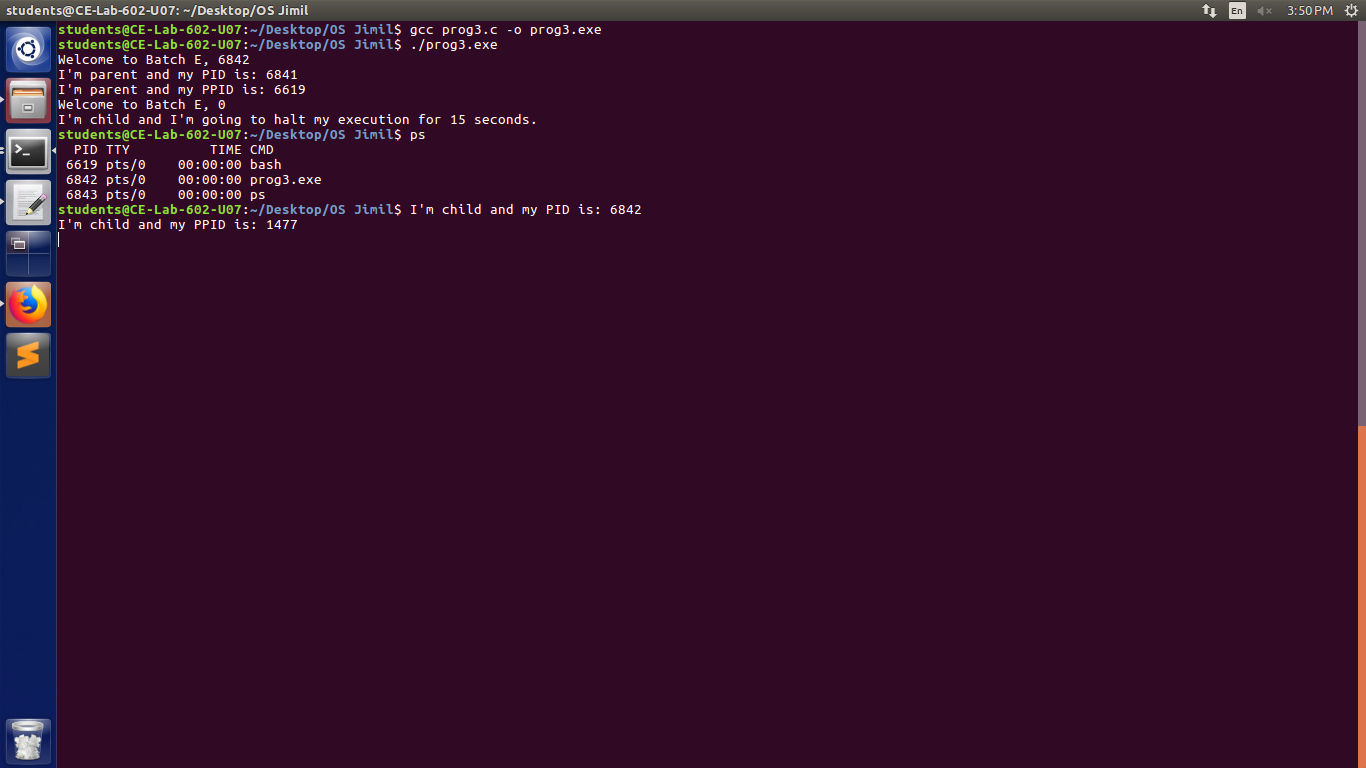 students@CE-Lab-602-U07: ~/Desktop/OS Jimil
En
3:50 PM
students@CE-Lab-602-U07:~/Desktop/OS Jimil$ gcc prog3.c -o prog3.exe
students@CE-Lab-602-U07:~/Desktop/OS Jimil$ ./prog3.exe
Welcome to Batch E, 6842
I'm parent and my PID is: 6841
I'm parent and my PPID is: 6619
Welcome to Batch E, 0
I'm child and I'm going to halt my execution for 15 seconds.
students@CE-Lab-602-U07:~/Desktop/OS Jimil$ ps
  PID TTY          TIME CMD
 6619 pts/0    00:00:00 bash
 6842 pts/0    00:00:00 prog3.exe
 6843 pts/0    00:00:00 ps
students@CE-Lab-602-U07:~/Desktop/OS Jimil$ I'm child and my PID is: 6842
I'm child and my PPID is: 1477